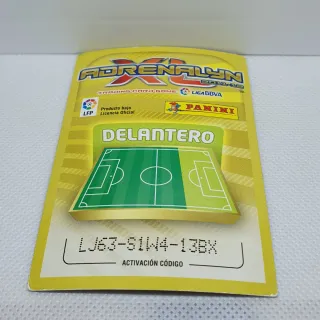 ADRENALYN
XL
LIGA BBVA
LFP
Producto bajo
Licencia Oficial
PANINI
DELANTERO
LJ63-S1W4-13BX
ACTIVACIÓN CÓDIGO